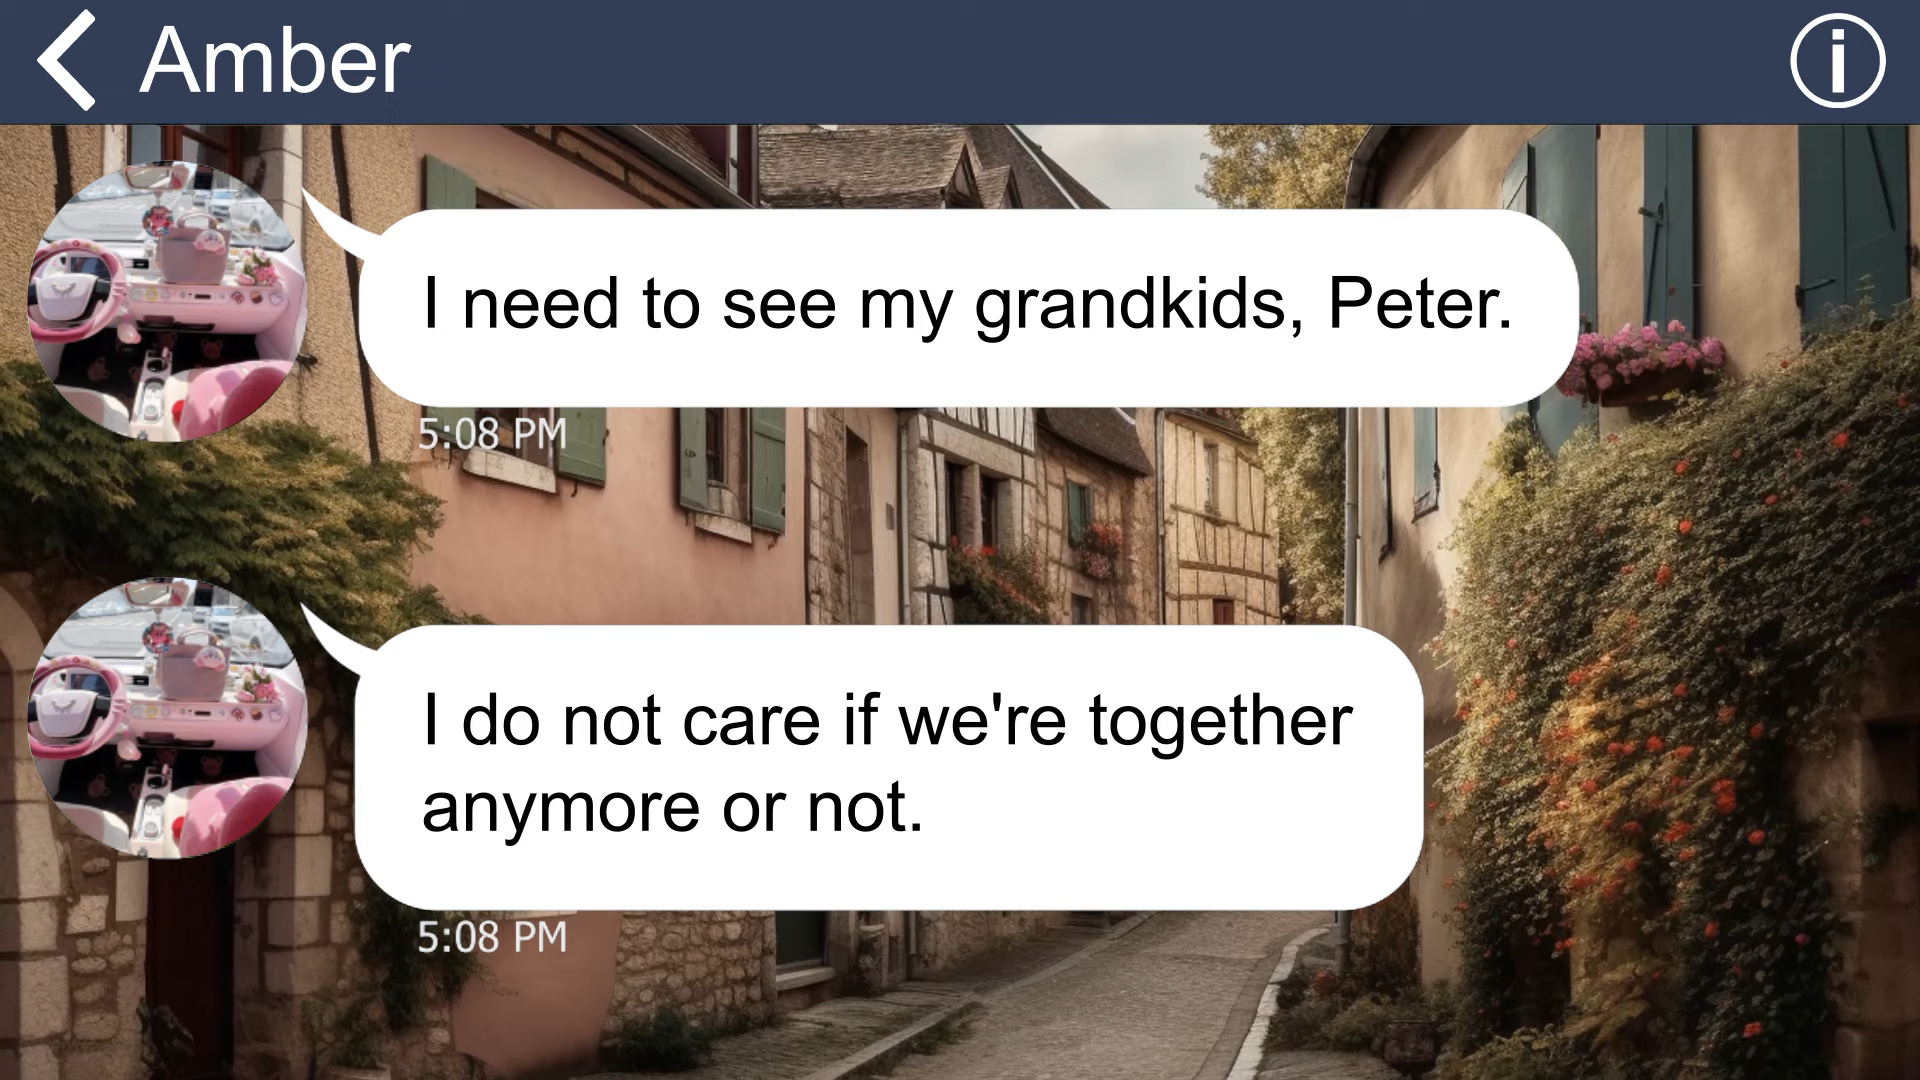 Amber
I need to see my grandkids, Peter.
5:08 PM
I do not care if we're together
anymore or not.
5:08 PM